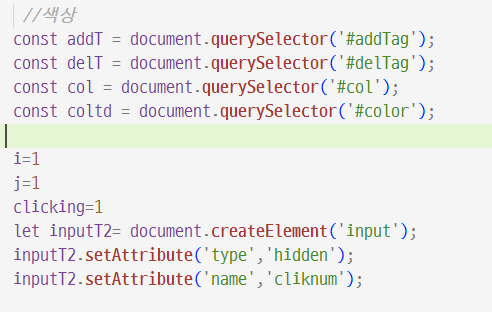 //색상
const addT = document.querySelector('#addTag');
const delT = document.querySelector('#delTag');
const col = document.querySelector('#col');
const coltd = document.querySelector('#color');
i=1
j=1
clicking=1
let inputT2= document.createElement('input');
inputT2.setAttribute('type','hidden');
inputT2.setAttribute('name','cliknum');